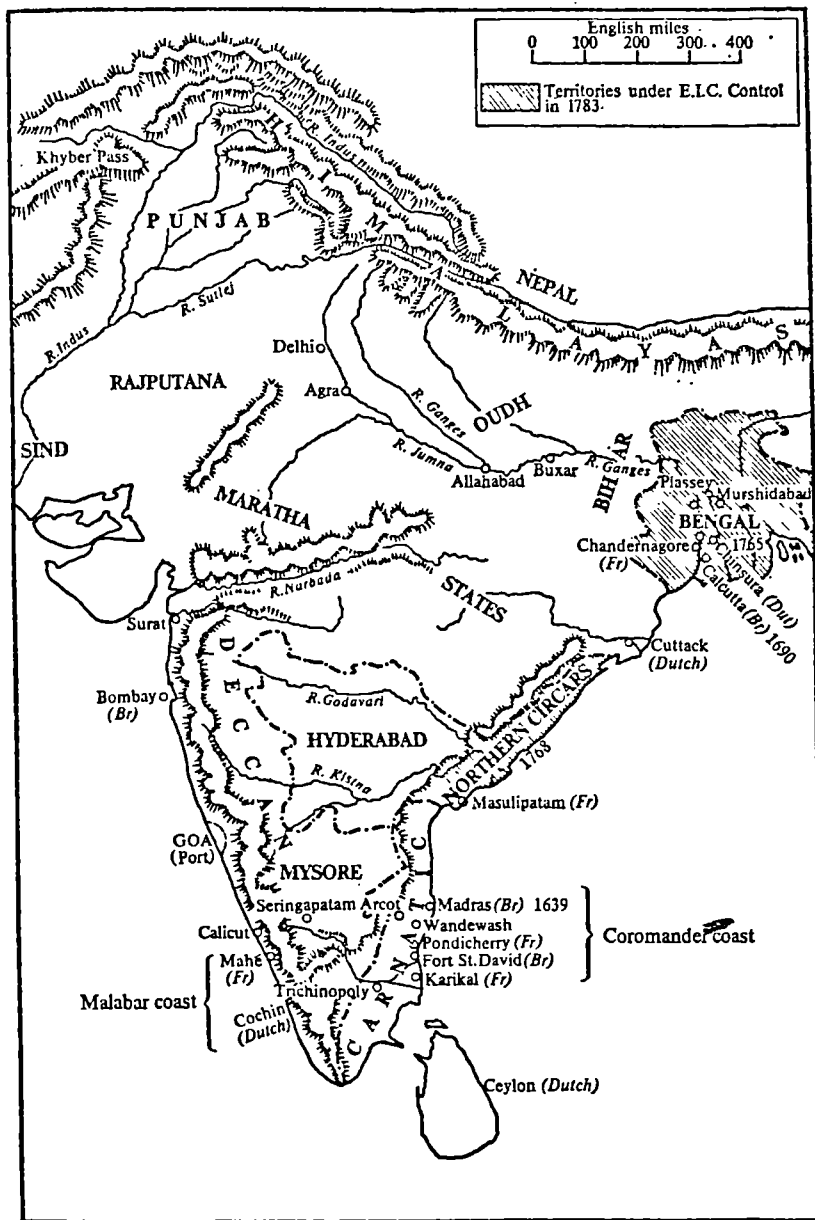 English miles
0 100 200 300 400
Territories under E.I.C. Control
in 1783.
Khyber Pass
R. Indus
HIMALAYAS
PUNJAB
NEPAL
R. Sutlej
R. Indus
Delhi
RAJPUTANA
Agra
R. Ganges
OUDH
SIND
R. Jumna
Allahabad
Buxar
R. Ganges
BIHAR
Plassey
Murshidabad
MARATHA
BENGAL
1765
Chandernagore
(Fr)
Chinsura (Dut)
Calcutta (Br) 1690
R. Narbada
STATES
Surat
Cuttack
(Dutch)
DECCAN
Bombay
(Br)
R. Godavari
HYDERABAD
NORTHERN CIRCARS
1768
R. Kistna
Masulipatam (Fr)
GOA
(Port)
MYSORE
CARNATIC
Seringapatam
Arcot
Madras (Br) 1639
Calicut
Wandewash
Pondicherry (Fr)
Coromandel coast
Mahé
(Fr)
Fort St. David (Br)
Karikal (Fr)
Trichinopoly
Malabar coast
Cochin
(Dutch)
Ceylon (Dutch)